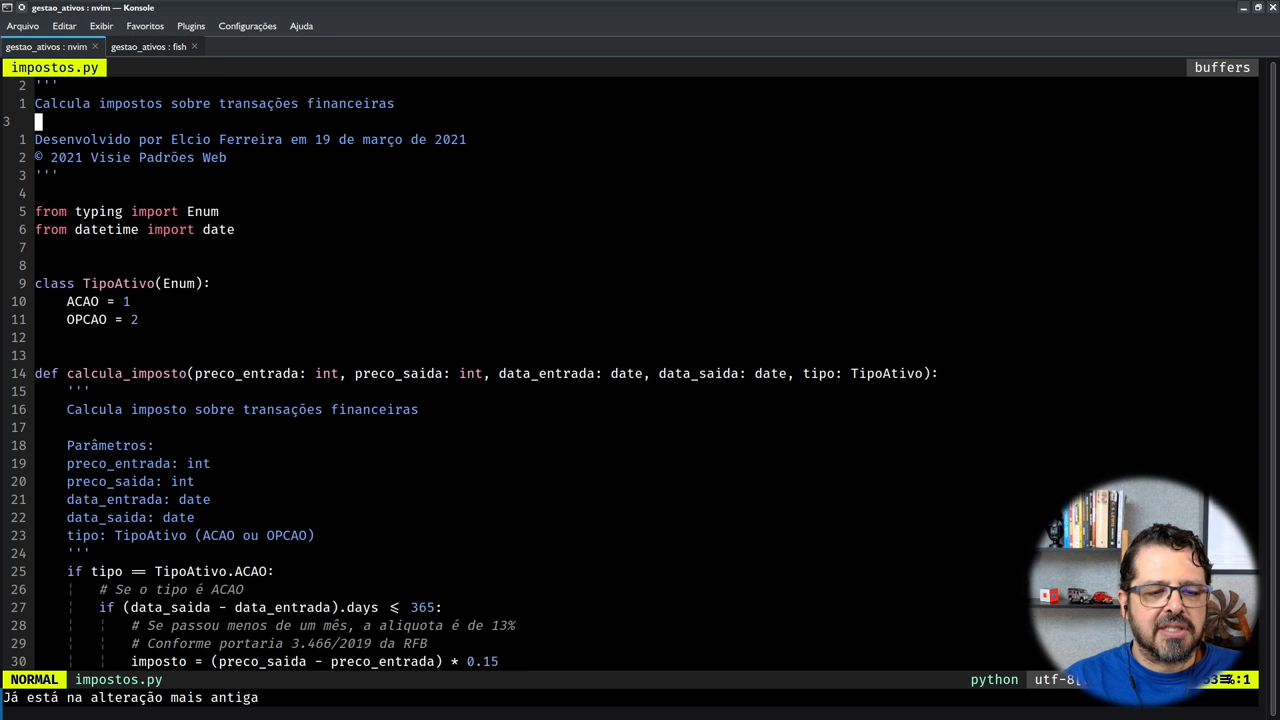 gestao_ativos : nvim — Konsole
Arquivo Editar Exibir Favoritos Plugins Configurações Ajuda
gestao_ativos : nvim × gestao_ativos : fish ×
impostos.py buffers
2 '''
1 Calcula impostos sobre transações financeiras
3
1 Desenvolvido por Elcio Ferreira em 19 de março de 2021
2 © 2021 Visie Padrões Web
3 '''
4
5 from typing import Enum
6 from datetime import date
7
8
9 class TipoAtivo(Enum):
10 ACAO = 1
11 OPCAO = 2
12
13
14 def calcula_imposto(preco_entrada: int, preco_saida: int, data_entrada: date, data_saida: date, tipo: TipoAtivo):
15 '''
16 Calcula imposto sobre transações financeiras
17
18 Parâmetros:
19 preco_entrada: int
20 preco_saida: int
21 data_entrada: date
22 data_saida: date
23 tipo: TipoAtivo (ACAO ou OPCAO)
24 '''
25 if tipo == TipoAtivo.ACAO:
26 # Se o tipo é ACAO
27 if (data_saida - data_entrada).days <= 365:
28 # Se passou menos de um mês, a aliquota é de 13%
29 # Conforme portaria 3.466/2019 da RFB
30 imposto = (preco_saida - preco_entrada) * 0.15
NORMAL impostos.py python utf-8[ %:1
Já está na alteração mais antiga